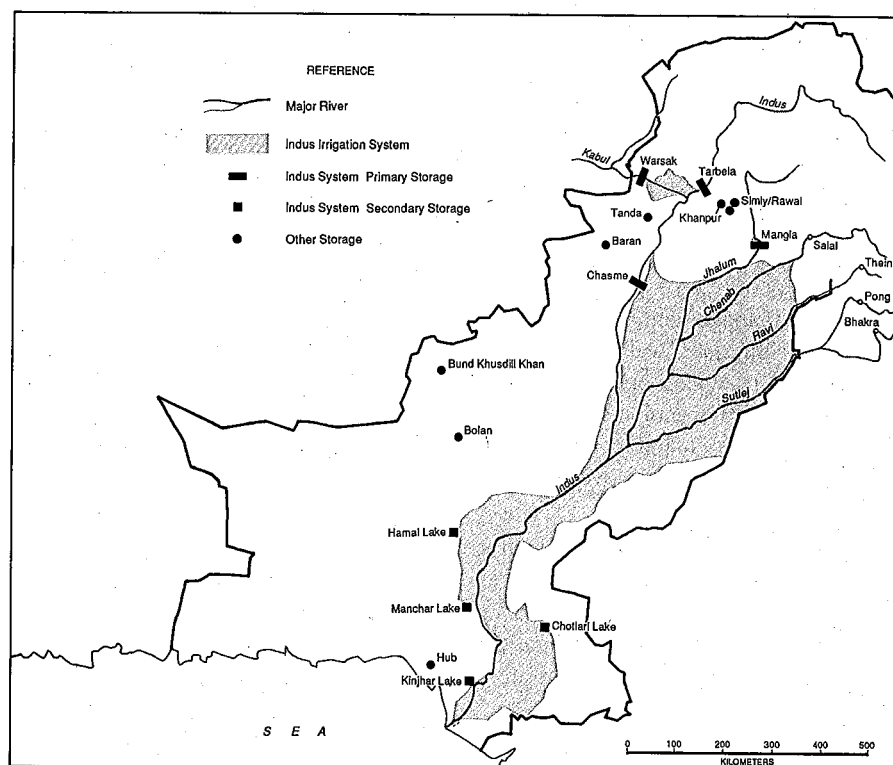 REFERENCE
Major River
Indus Irrigation System
Indus System Primary Storage
Indus System Secondary Storage
Other Storage
Indus
Kabul
Warsak
Tarbela
Simly/Rawal
Tanda
Khanpur
Baran
Mangla
Salal
Jhalum
Thein
Chasme
Chenab
Pong
Ravi
Bhakra
Bund Khusdill Khan
Sutlej
Bolan
Indus
Hamal Lake
Manchar Lake
Chotiari Lake
Hub
Kinjhar Lake
SEA
0 100 200 300 400 500
KILOMETERS